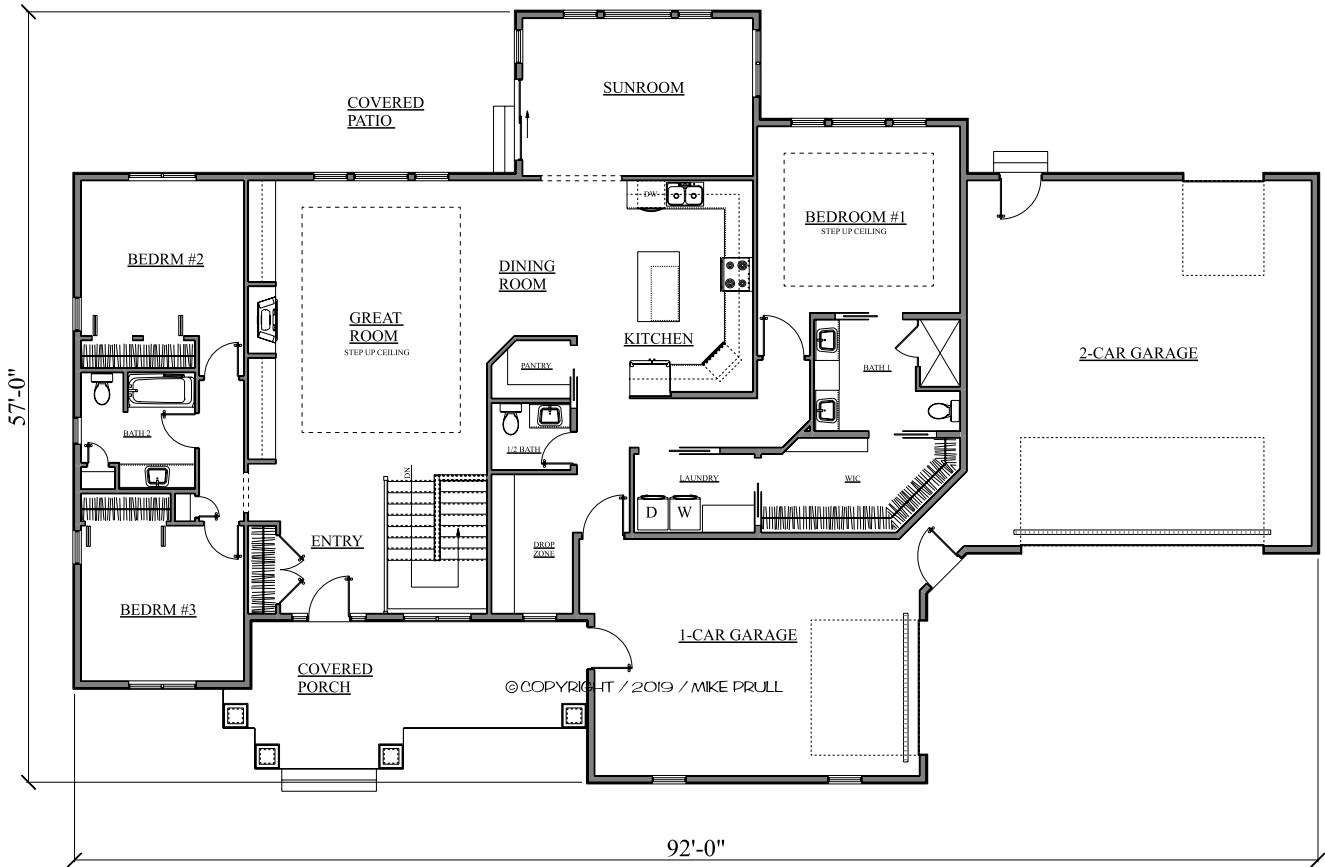 SUNROOM
COVERED
PATIO
DW
BEDROOM #1
STEP UP CEILING
BEDRM #2
DINING
ROOM
GREAT
ROOM
STEP UP CEILING
KITCHEN
2-CAR GARAGE
PANTRY
BATH 1
57'-0"
BATH 2
1/2 BATH
DN
LAUNDRY
WIC
D
W
ENTRY
DROP
ZONE
BEDRM #3
1-CAR GARAGE
COVERED
PORCH
© COPYRIGHT / 2019 / MIKE PRULL
92'-0"